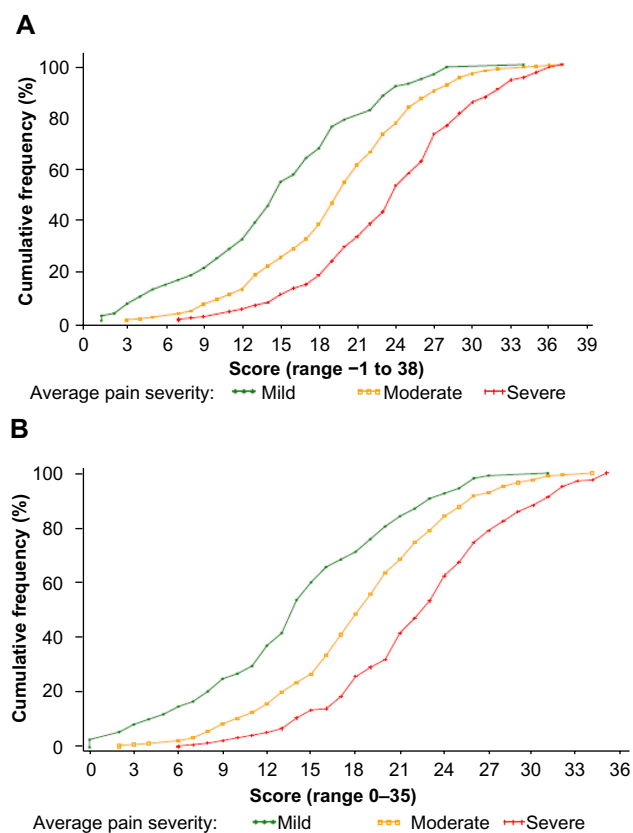 A
Cumulative frequency (%)
100
80
60
40
20
0
0 3 6 9 12 15 18 21 24 27 30 33 36 39
Score (range −1 to 38)
Average pain severity: Mild Moderate Severe
B
Cumulative frequency (%)
100
80
60
40
20
0
0 3 6 9 12 15 18 21 24 27 30 33 36
Score (range 0–35)
Average pain severity: Mild Moderate Severe